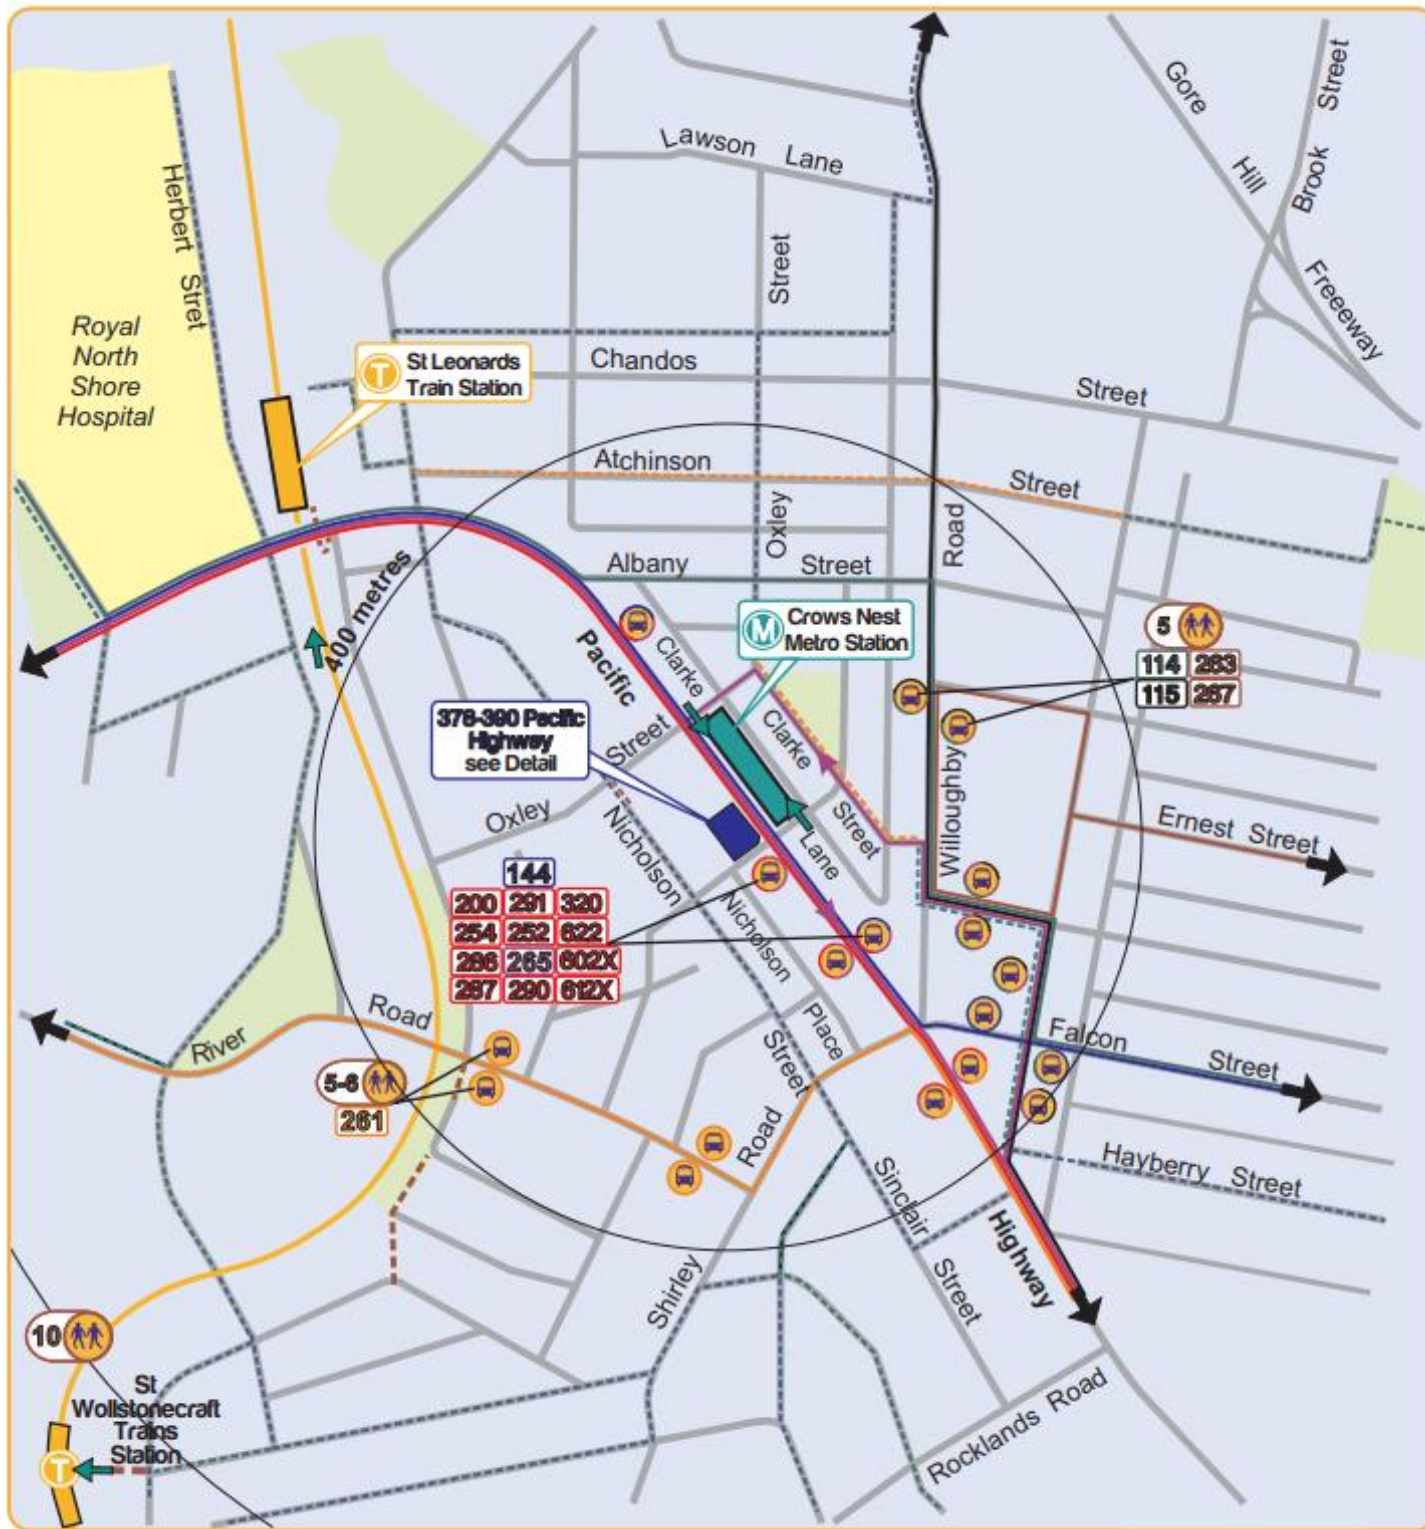 Gore
Hill
Freeeway
Brook Street
Lawson Lane
Herbert Stret
Street
Royal
North
Shore
Hospital
T
St Leonards
Train Station
Chandos
Street
Atchinson
Street
Oxley
Road
Albany
Street
400 metres
Pacific
Clarke
M
Crows Nest
Metro Station
5
114 263
115 267
378-390 Pacific
Highway
see Detail
Street
Clarke
Street
Willoughby
Oxley
Nicholson
Lane
Ernest Street
144
200 291 320
254 252 622
286 265 602X
287 290 612X
Nicholson
Place
Street
River
Road
Falcon
Street
5-6
261
Road
Sinclair
Street
Hayberry Street
Highway
Shirley
10
St
Wollstonecraft
Trains
Station
T
Rocklands Road